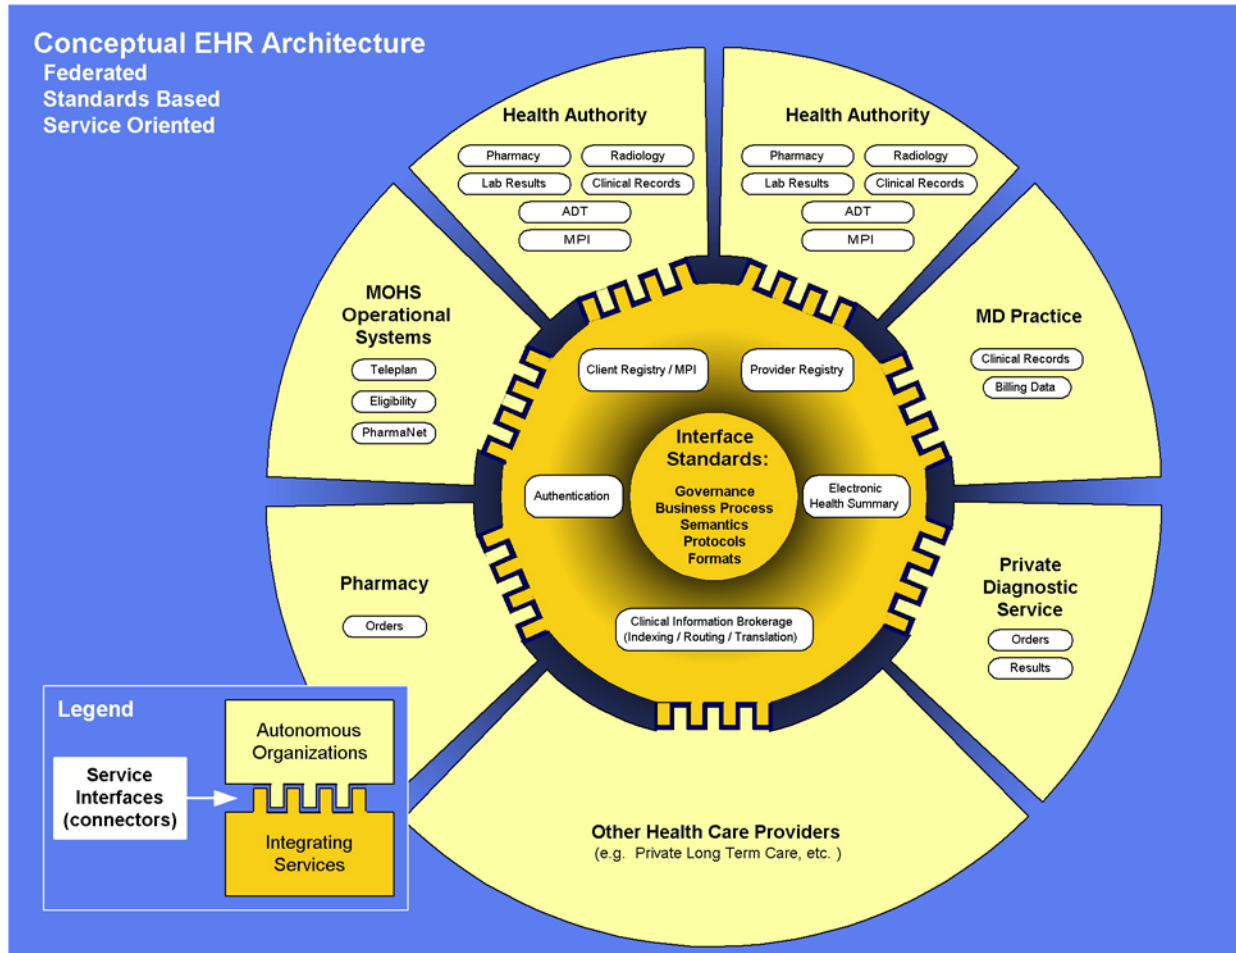 Conceptual EHR Architecture
Federated
Standards Based
Service Oriented
Health Authority
Pharmacy
Radiology
Lab Results
Clinical Records
ADT
MPI
Health Authority
Pharmacy
Radiology
Lab Results
Clinical Records
ADT
MPI
MOHS
Operational
Systems
Teleplan
Eligibility
PharmaNet
MD Practice
Clinical Records
Billing Data
Client Registry / MPI
Provider Registry
Interface
Standards:
Governance
Business Process
Semantics
Protocols
Formats
Authentication
Electronic
Health Summary
Clinical Information Brokerage
(Indexing / Routing / Translation)
Pharmacy
Orders
Private
Diagnostic
Service
Orders
Results
Other Health Care Providers
(e.g. Private Long Term Care, etc. )
Legend
Autonomous
Organizations
Service
Interfaces
(connectors)
Integrating
Services